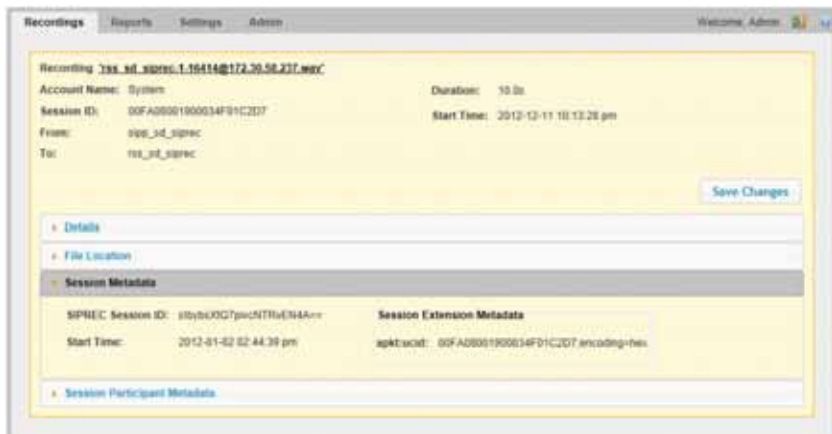 Recordings Reports Settings Admin Welcome, Admin
Recording 'rss_sd_siprec.1-16414@172.30.58.237.wav'
Account Name: System Duration: 10.0s
Session ID: 00FA08001900034F01C2D7 Start Time: 2012-12-11 10:13:28 pm
From: sipp_sd_siprec
To: rss_sd_siprec
Save Changes
Details
File Location
Session Metadata
SIPREC Session ID: Session Extension Metadata
Start Time: 2012-01-02 02:44:39 pm apkt:ucid: 00FA08001900034F01C2D7;encoding=hex
Session Participant Metadata